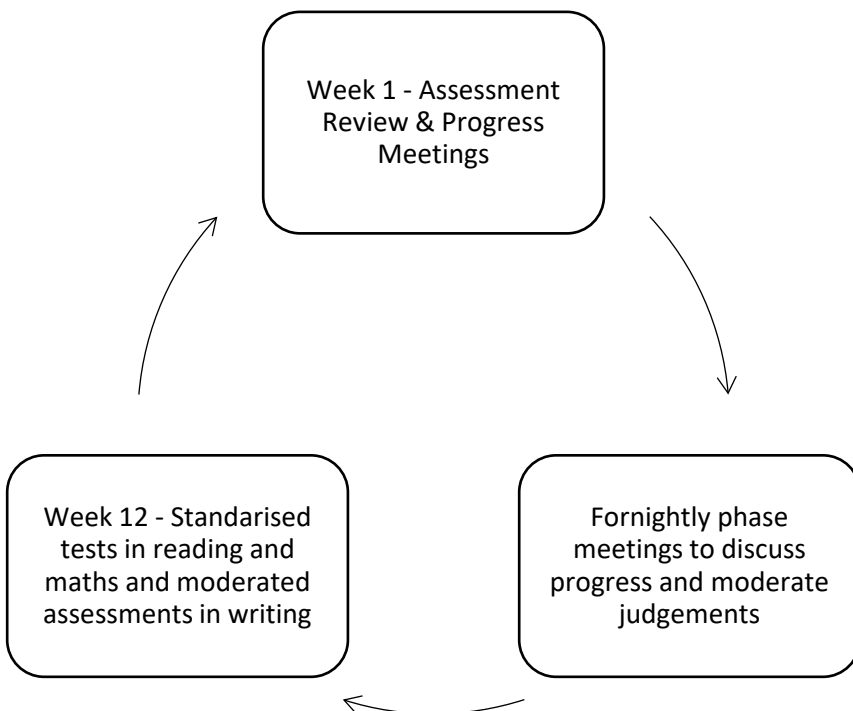 Week 1 - Assessment
Review & Progress
Meetings
Fornightly phase
meetings to discuss
progress and moderate
judgements
Week 12 - Standarised
tests in reading and
maths and moderated
assessments in writing